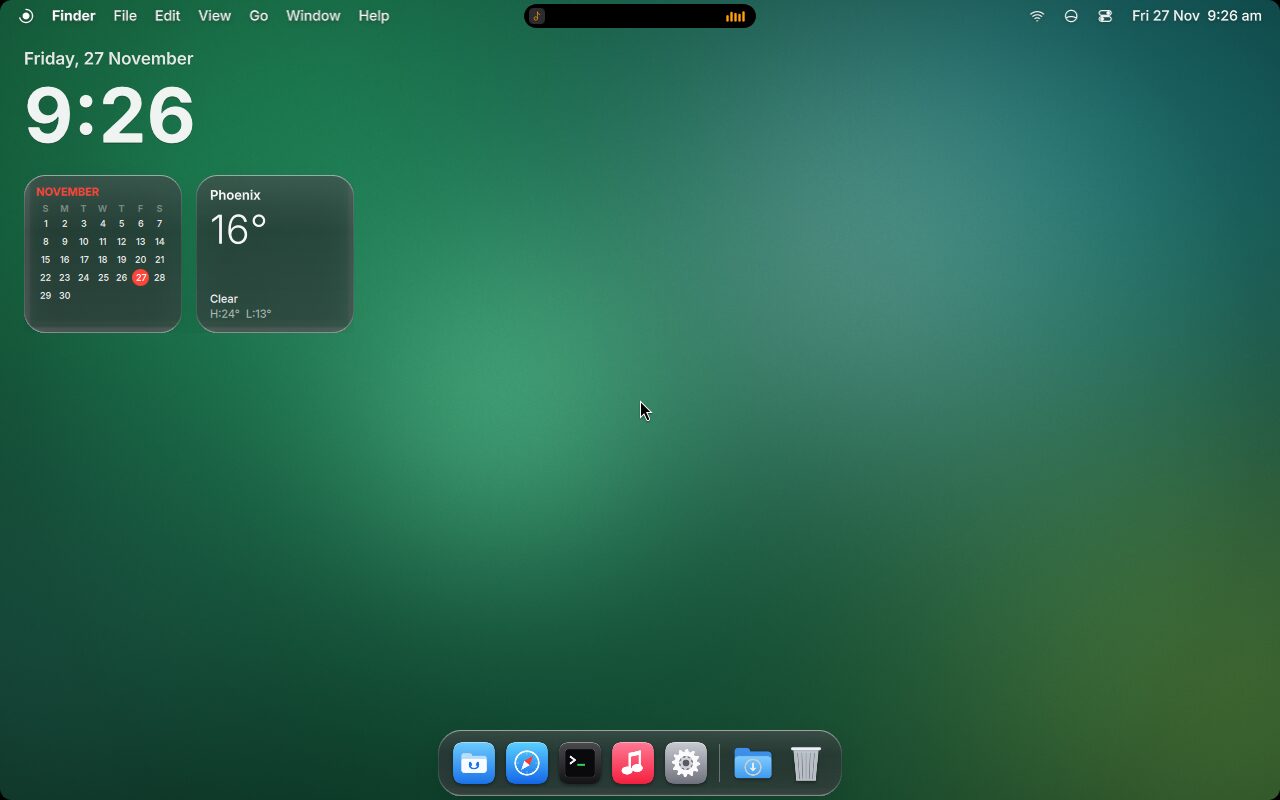 Finder File Edit View Go Window Help
Fri 27 Nov 9:26 am
Friday, 27 November
9:26
NOVEMBER
S M T W T F S
1 2 3 4 5 6 7
8 9 10 11 12 13 14
15 16 17 18 19 20 21
22 23 24 25 26 27 28
29 30
Phoenix
16°
Clear
H:24° L:13°